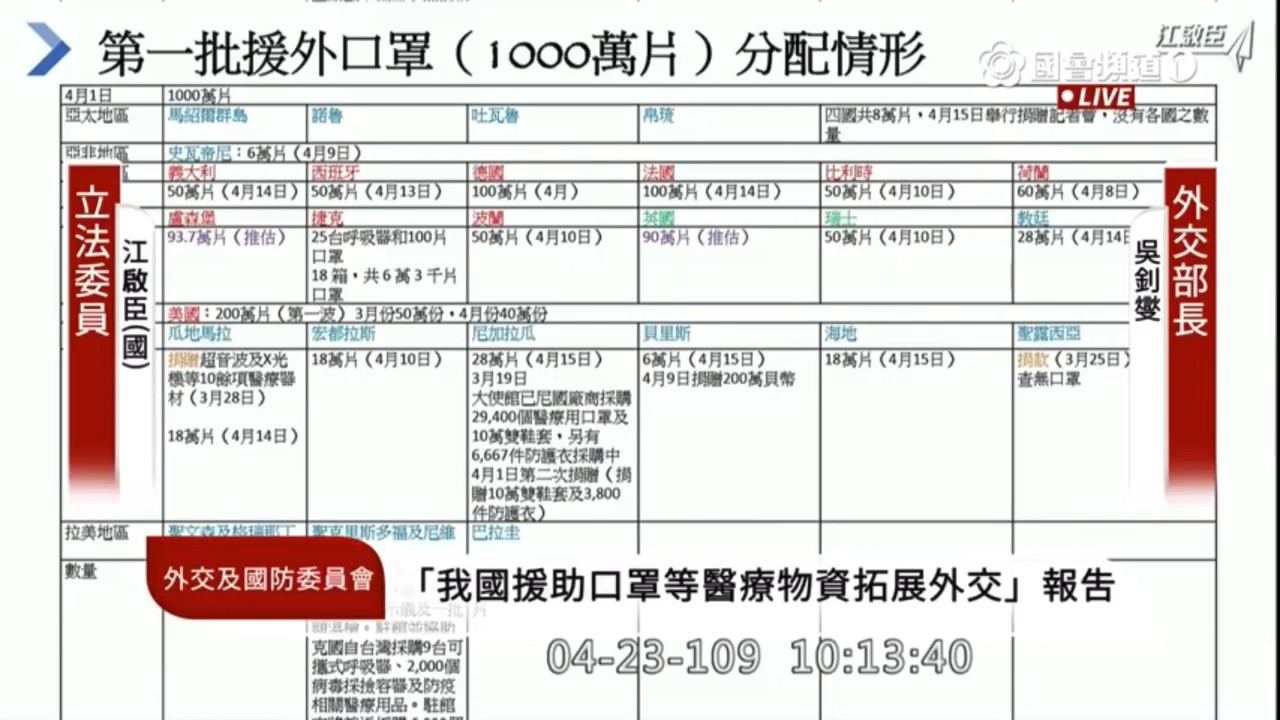 第一批援外口罩（1000萬片）分配情形
江啟臣
國會頻道1
LIVE
4月1日 1000萬片
亞太地區 馬紹爾群島 諾魯 吐瓦魯 帛琉 四國共8萬片，4月15日舉行捐贈記者會，沒有各國之數
量
亞非地區 史瓦帝尼：6萬片（4月9日）
區 義大利 西班牙 德國 法國 比利時 荷蘭
50萬片（4月14日） 50萬片（4月13日） 100萬片（4月） 100萬片（4月14日） 50萬片（4月10日） 60萬片（4月8日）
盧森堡 捷克 波蘭 英國 瑞士 教廷
93.7萬片（推估） 25台呼吸器和100片 50萬片（4月10日） 90萬片（推估） 50萬片（4月10日） 28萬片（4月14日
口罩
18 箱，共 6 萬 3 千片
口罩
美國：200萬片（第一波）3月份50萬份，4月份40萬份
瓜地馬拉 宏都拉斯 尼加拉瓜 貝里斯 海地 聖露西亞
捐贈超音波及X光 18萬片（4月10日） 28萬片（4月15日） 6萬片（4月15日） 18萬片（4月15日） 捐款（3月25日）
機等10餘項醫療器 3月19日 4月9日捐贈200萬貝幣 查無口罩
材（3月28日） 大使館已尼國廠商採購
29,400個醫療用口罩及
18萬片（4月14日） 10萬雙鞋套，另有
6,667件防護衣採購中
4月1日第二次捐贈（捐
贈10萬雙鞋套及3,800
件防護衣）
拉美地區 聖文森及格瑞那丁 聖克里斯多福及尼維 巴拉圭
數量
克國自台灣採購9台可
攜式呼吸器、2,000個
病毒採撿容器及防疫
相關醫療用品。駐館
立法委員
江啟臣(國)
外交部長
吳釗燮
外交及國防委員會
「我國援助口罩等醫療物資拓展外交」報告
04-23-109 10:13:40